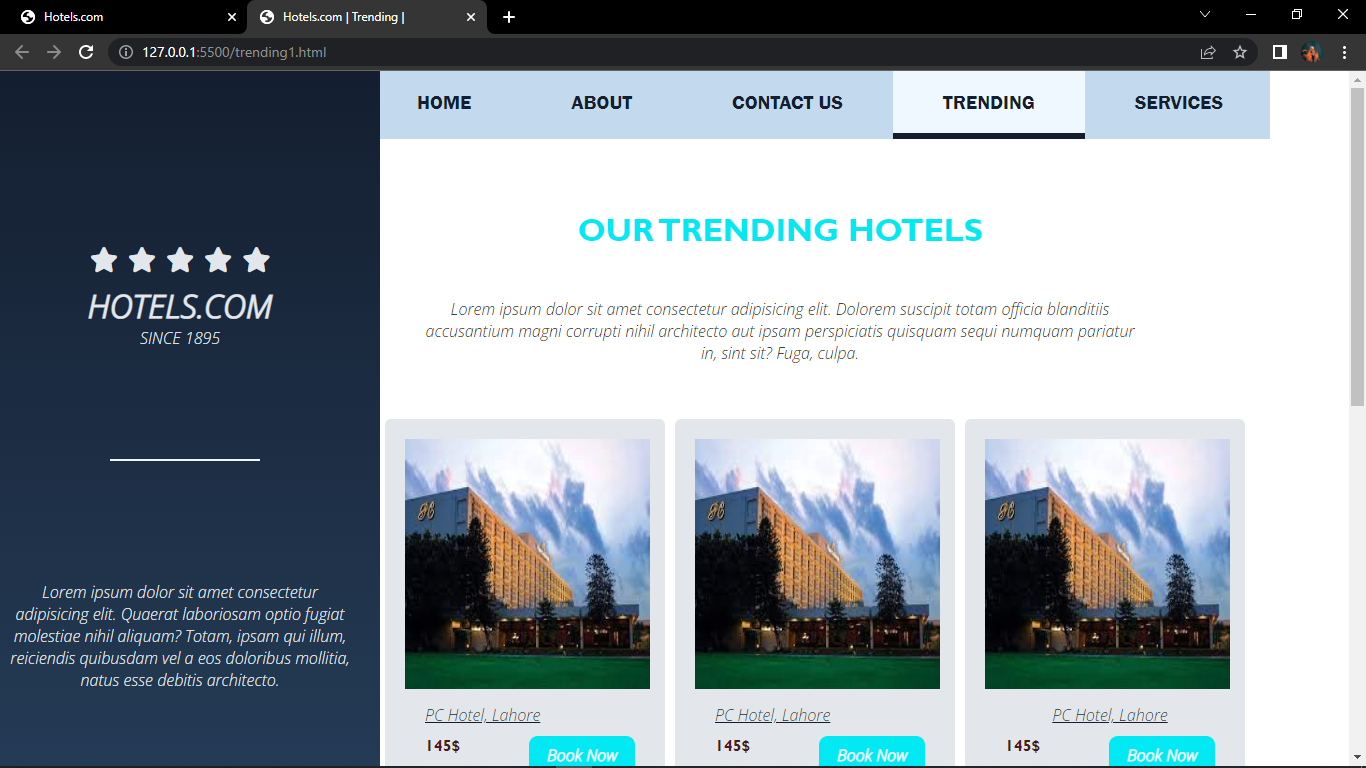 Hotels.com
Hotels.com | Trending |
127.0.0.1:5500/trending1.html
HOME ABOUT CONTACT US TRENDING SERVICES
HOTELS.COM
SINCE 1895
Lorem ipsum dolor sit amet consectetur
adipisicing elit. Quaerat laboriosam optio fugiat
molestiae nihil aliquam? Totam, ipsam qui illum,
reiciendis quibusdam vel a eos doloribus mollitia,
natus esse debitis architecto.
OUR TRENDING HOTELS
Lorem ipsum dolor sit amet consectetur adipisicing elit. Dolorem suscipit totam officia blanditiis
accusantium magni corrupti nihil architecto aut ipsam perspiciatis quisquam sequi numquam pariatur
in, sint sit? Fuga, culpa.
PC Hotel, Lahore
145$
Book Now
PC Hotel, Lahore
145$
Book Now
PC Hotel, Lahore
145$
Book Now